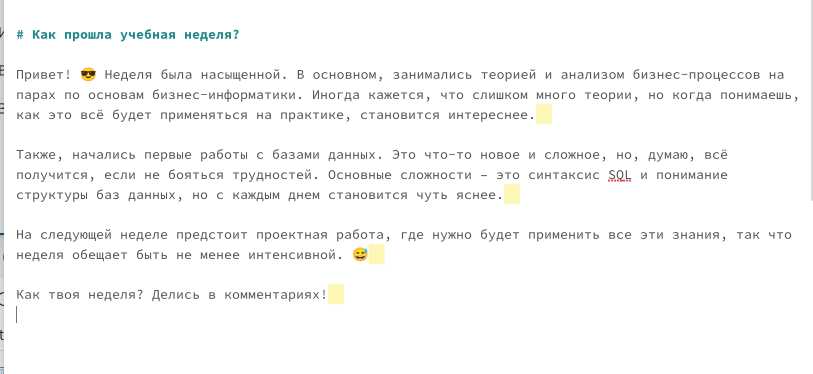 # Как прошла учебная неделя?
Привет! 😎 Неделя была насыщенной. В основном, занимались теорией и анализом бизнес-процессов на
парах по основам бизнес-информатики. Иногда кажется, что слишком много теории, но когда понимаешь,
как это всё будет применяться на практике, становится интереснее.
Также, начались первые работы с базами данных. Это что-то новое и сложное, но, думаю, всё
получится, если не бояться трудностей. Основные сложности – это синтаксис SQL и понимание
структуры баз данных, но с каждым днем становится чуть яснее.
На следующей неделе предстоит проектная работа, где нужно будет применить все эти знания, так что
неделя обещает быть не менее интенсивной. 😅
Как твоя неделя? Делись в комментариях!